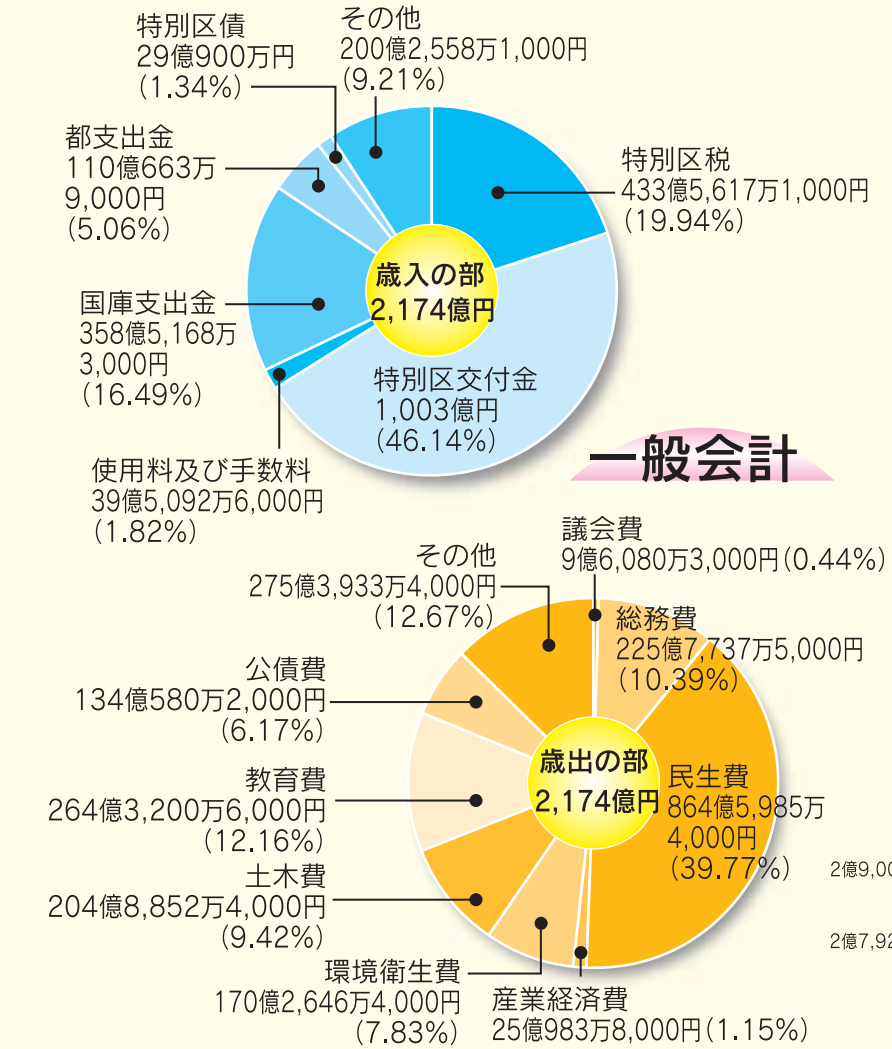 特別区債
29億900万円
(1.34%)
その他
200億2,558万1,000円
(9.21%)
都支出金
110億663万
9,000円
(5.06%)
特別区税
433億5,617万1,000円
(19.94%)
歳入の部
2,174億円
国庫支出金
358億5,168万
3,000円
(16.49%)
特別区交付金
1,003億円
(46.14%)
使用料及び手数料
39億5,092万6,000円
(1.82%)
一般会計
議会費
9億6,080万3,000円(0.44%)
その他
275億3,933万4,000円
(12.67%)
総務費
225億7,737万5,000円
(10.39%)
公債費
134億580万2,000円
(6.17%)
歳出の部
2,174億円
民生費
864億5,985万
4,000円
(39.77%)
教育費
264億3,200万6,000円
(12.16%)
土木費
204億8,852万4,000円
(9.42%)
環境衛生費
170億2,646万4,000円
(7.83%)
産業経済費
25億983万8,000円(1.15%)
2億9,00
2億7,92